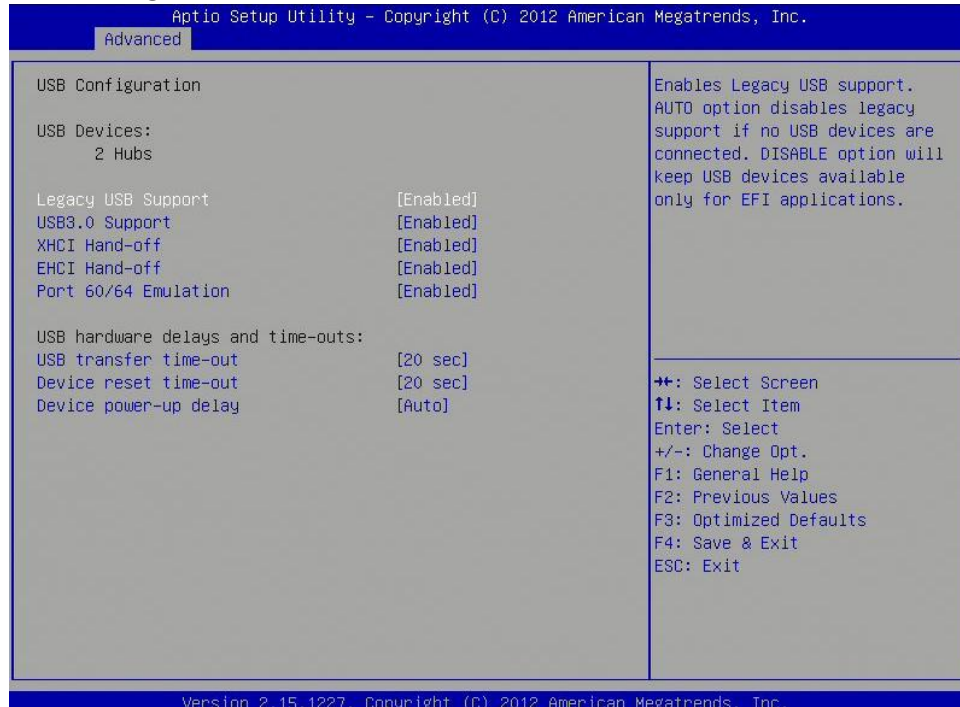 Aptio Setup Utility – Copyright (C) 2012 American Megatrends, Inc.
Advanced
USB Configuration
USB Devices:
2 Hubs
Legacy USB Support [Enabled]
USB3.0 Support [Enabled]
XHCI Hand-off [Enabled]
EHCI Hand-off [Enabled]
Port 60/64 Emulation [Enabled]
USB hardware delays and time-outs:
USB transfer time-out [20 sec]
Device reset time-out [20 sec]
Device power-up delay [Auto]
Enables Legacy USB support.
AUTO option disables legacy
support if no USB devices are
connected. DISABLE option will
keep USB devices available
only for EFI applications.
→←: Select Screen
↑↓: Select Item
Enter: Select
+/-: Change Opt.
F1: General Help
F2: Previous Values
F3: Optimized Defaults
F4: Save & Exit
ESC: Exit
Version 2.15.1227. Copyright (C) 2012 American Megatrends, Inc.